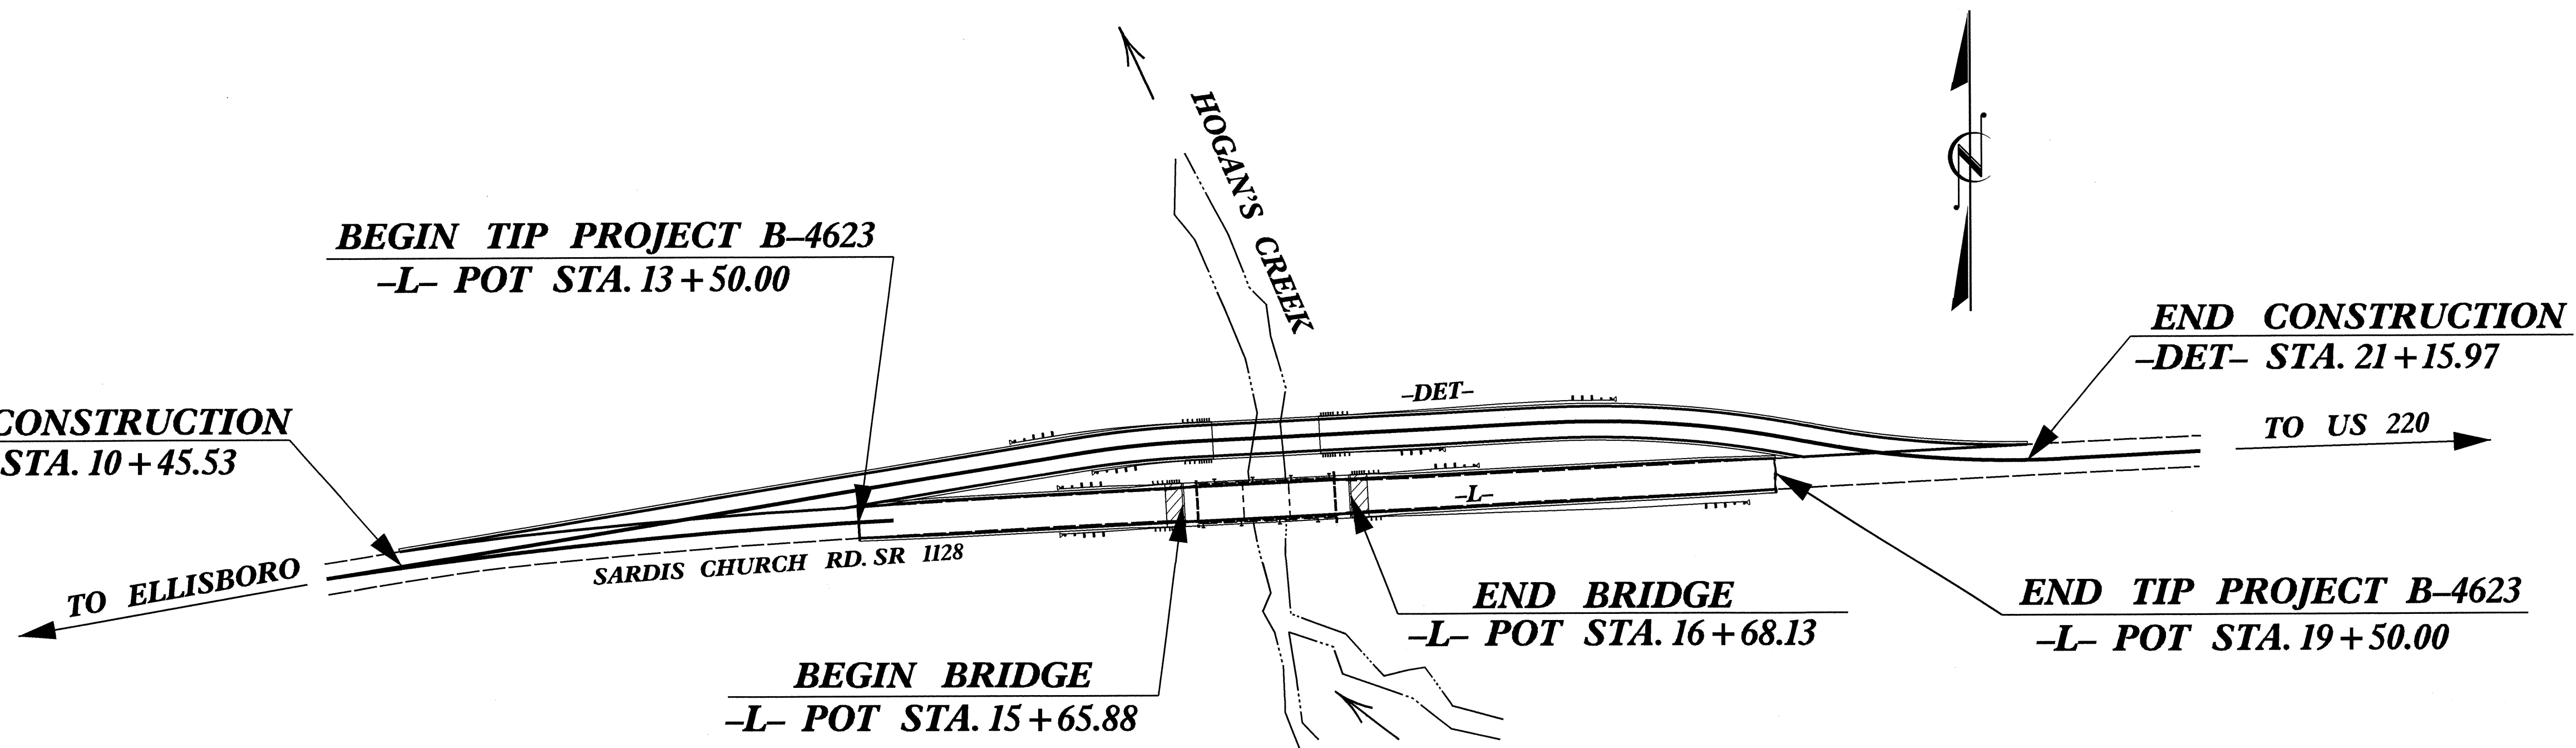 HOGAN'S CREEK
N
BEGIN TIP PROJECT B–4623
–L– POT STA. 13+50.00
END CONSTRUCTION
–DET– STA. 21+15.97
TO US 220
–DET–
CONSTRUCTION
STA. 10+45.53
–L–
SARDIS CHURCH RD. SR 1128
TO ELLISBORO
END BRIDGE
–L– POT STA. 16+68.13
END TIP PROJECT B–4623
–L– POT STA. 19+50.00
BEGIN BRIDGE
–L– POT STA. 15+65.88